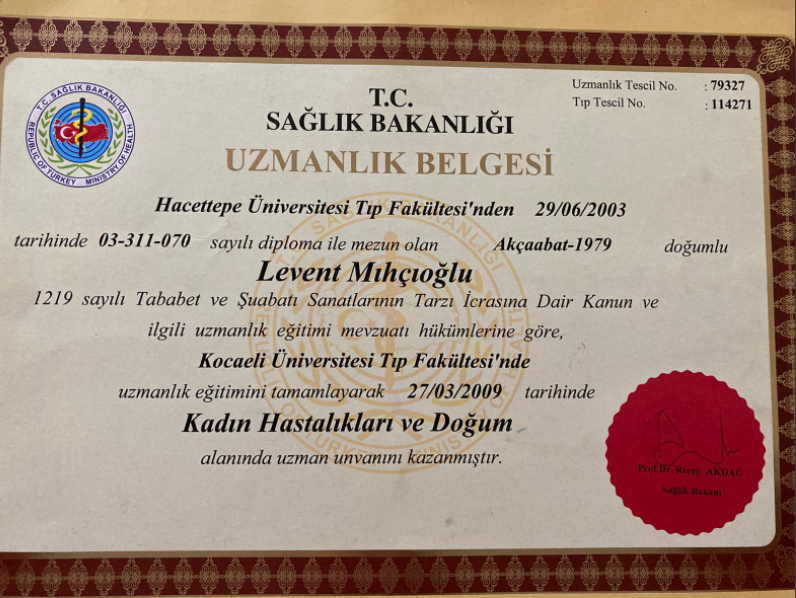 T.C. SAĞLIK BAKANLIĞI
REPUBLIC OF TURKEY MINISTRY OF HEALTH
T.C.
SAĞLIK BAKANLIĞI
UZMANLIK BELGESİ
Uzmanlık Tescil No. : 79327
Tıp Tescil No. : 114271
Hacettepe Üniversitesi Tıp Fakültesi'nden 29/06/2003
tarihinde 03-311-070 sayılı diploma ile mezun olan Akçaabat-1979 doğumlu
Levent Mıhçıoğlu
1219 sayılı Tababet ve Şuabatı Sanatlarının Tarzı İcrasına Dair Kanun ve
ilgili uzmanlık eğitimi mevzuatı hükümlerine göre,
Kocaeli Üniversitesi Tıp Fakültesi'nde
uzmanlık eğitimini tamamlayarak 27/03/2009 tarihinde
Kadın Hastalıkları ve Doğum
alanında uzman unvanını kazanmıştır.
Prof.Dr. Recep AKDAĞ
Sağlık Bakanı